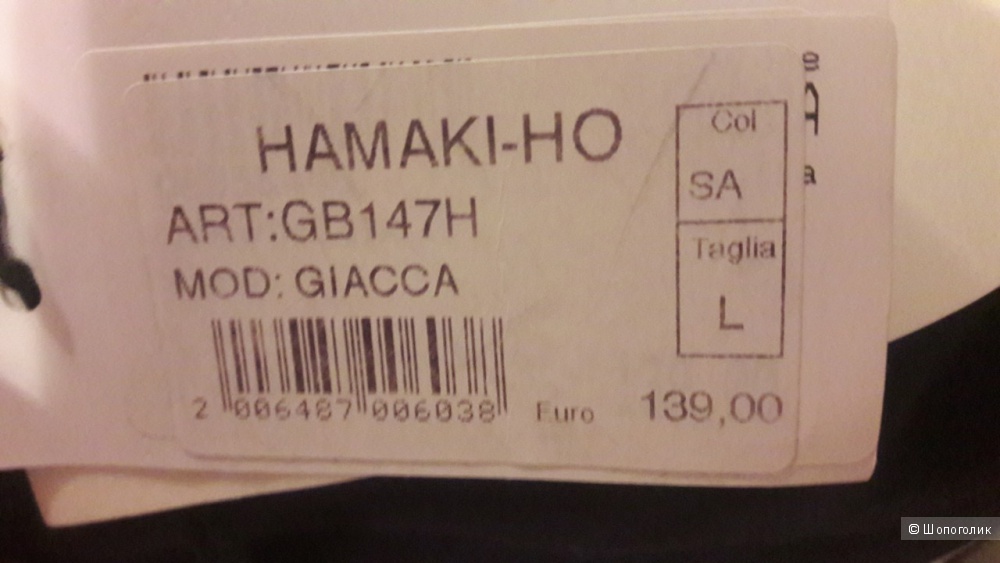 HAMAKI-HO
ART:GB147H
MOD: GIACCA
Col
SA
Taglia
L
2 006487 006038
Euro 139,00
© Шопоголик